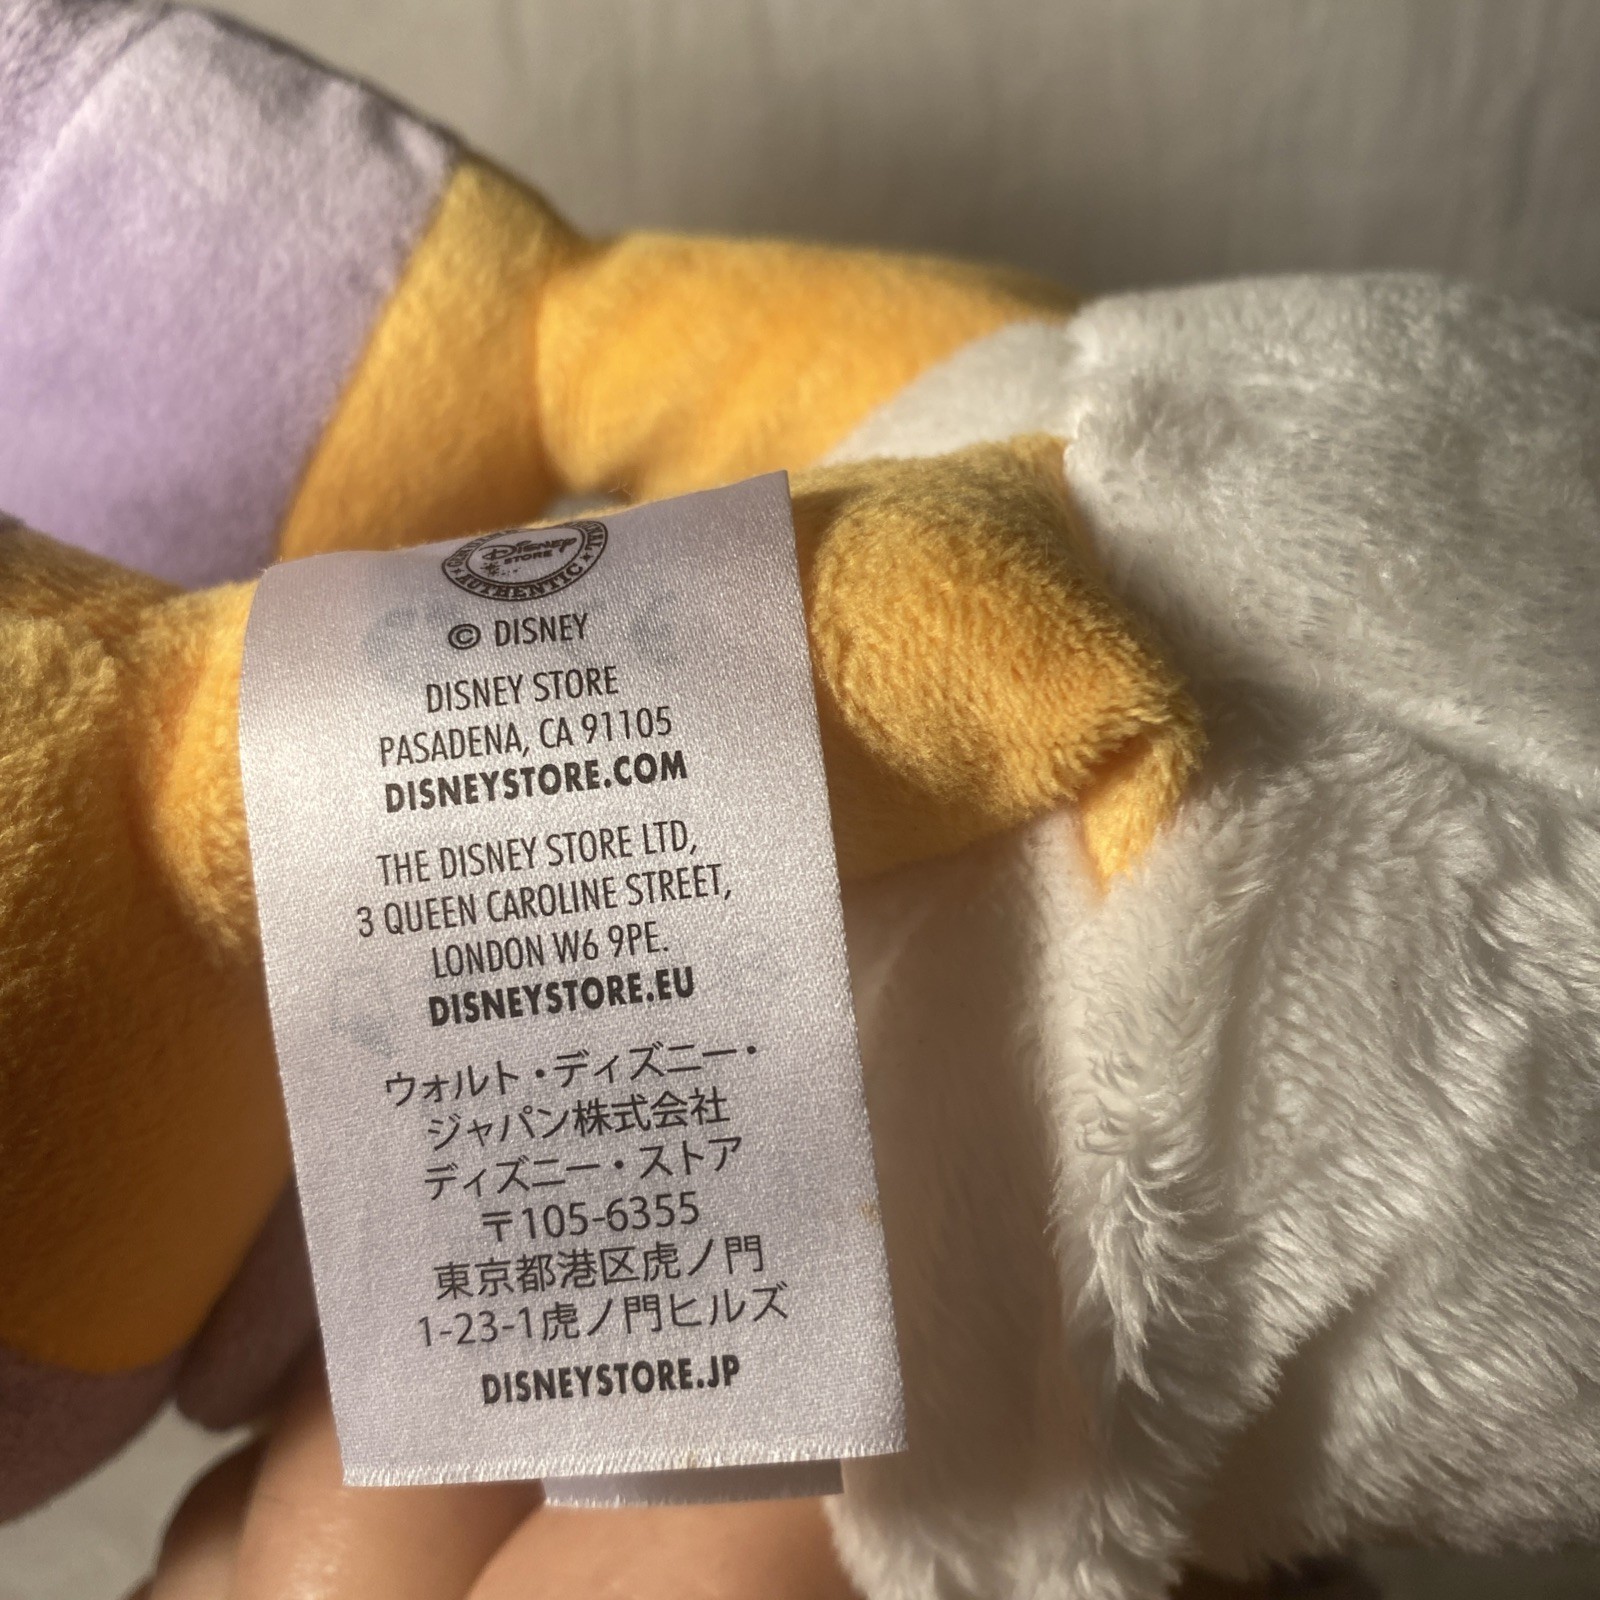 DISNEY
STORE
AUTHENTIC
© DISNEY
DISNEY STORE
PASADENA, CA 91105
DISNEYSTORE.COM
THE DISNEY STORE LTD,
3 QUEEN CAROLINE STREET,
LONDON W6 9PE.
DISNEYSTORE.EU
ウォルト・ディズニー・
ジャパン株式会社
ディズニー・ストア
〒105-6355
東京都港区虎ノ門
1-23-1虎ノ門ヒルズ
DISNEYSTORE.JP